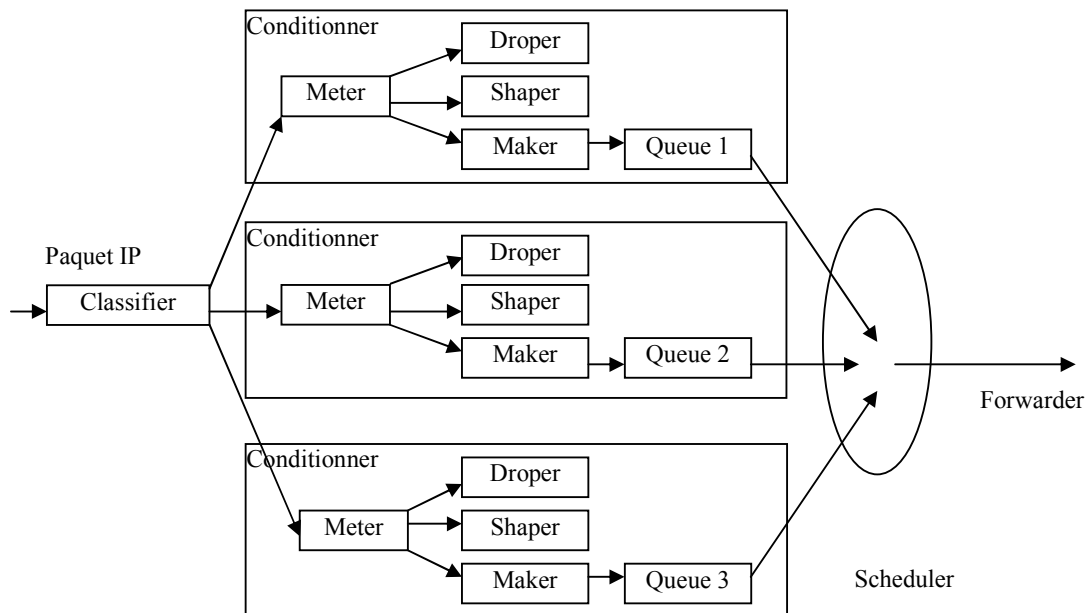 Conditionner
Droper
Meter
Shaper
Maker
Queue 1
Paquet IP
Classifier
Conditionner
Droper
Meter
Shaper
Maker
Queue 2
Forwarder
Conditionner
Droper
Meter
Shaper
Maker
Queue 3
Scheduler